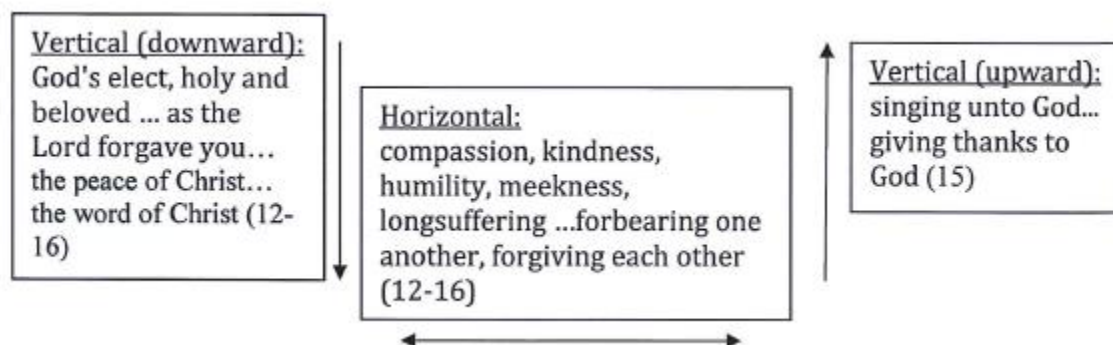 Vertical (downward):
God's elect, holy and
beloved ... as the
Lord forgave you…
the peace of Christ…
the word of Christ (12-
16)
Horizontal:
compassion, kindness,
humility, meekness,
longsuffering ...forbearing one
another, forgiving each other
(12-16)
Vertical (upward):
singing unto God...
giving thanks to
God (15)